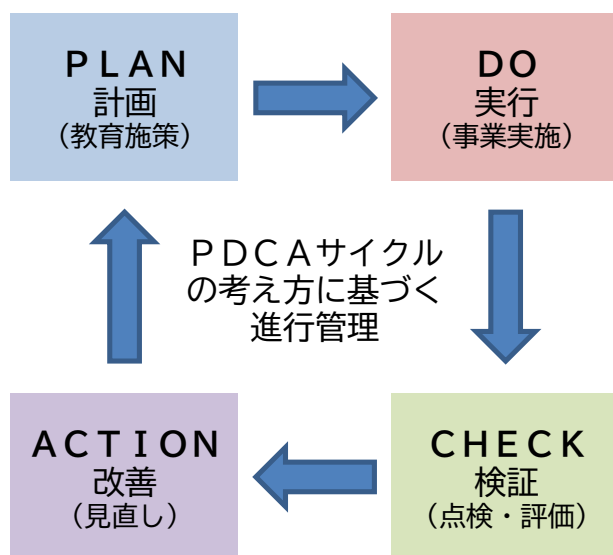 ＰＬＡＮ
計画
（教育施策）
ＤＯ
実行
（事業実施）
ＰＤＣＡサイクル
の考え方に基づく
進行管理
ＡＣＴＩＯＮ
改善
（見直し）
ＣＨＥＣＫ
検証
（点検・評価）